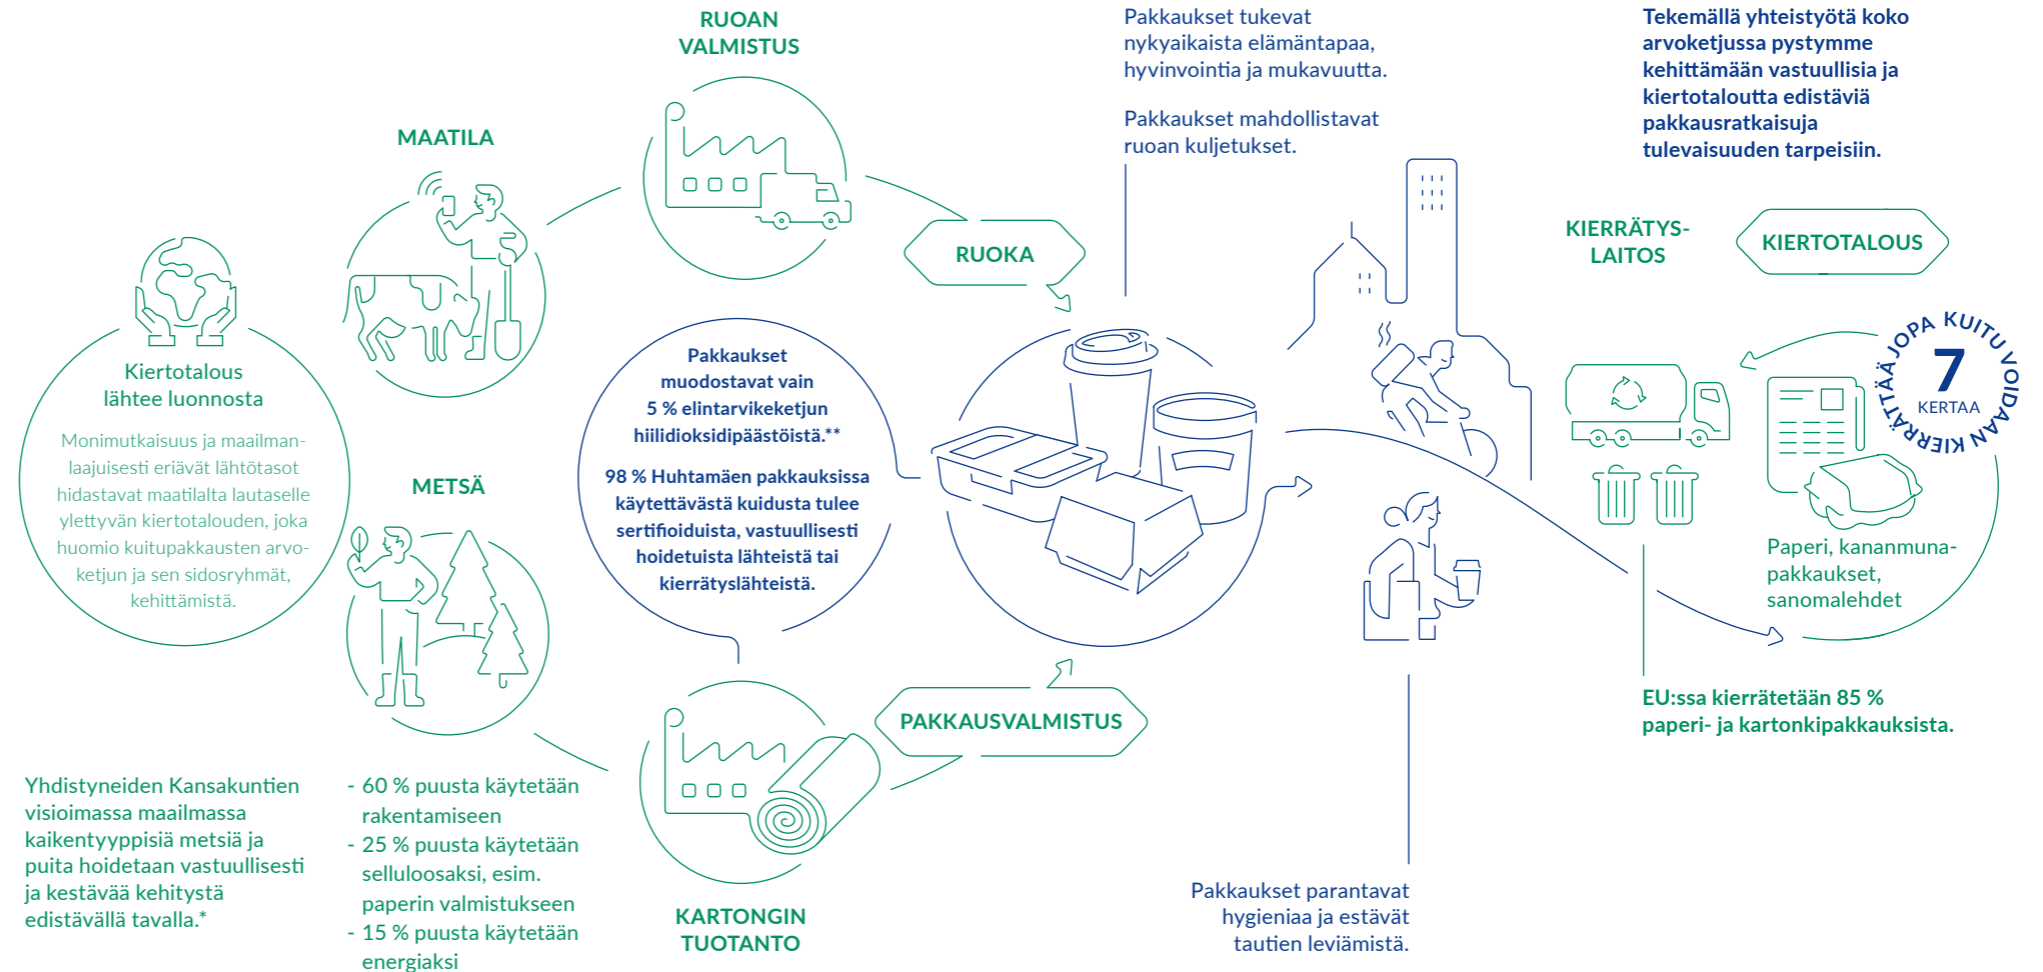 Kiertotalous
lähtee luonnosta
Monimutkaisuus ja maailman-
laajuisesti eriävät lähtötasot
hidastavat maatilalta lautaselle
ylettyvän kiertotalouden, joka
huomio kuitupakkausten arvo-
ketjun ja sen sidosryhmät,
kehittämistä.
Yhdistyneiden Kansakuntien
visioimassa maailmassa
kaikentyyppisiä metsiä ja
puita hoidetaan vastuullisesti
ja kestävää kehitystä
edistävällä tavalla.*
MAATILA
METSÄ
- 60 % puusta käytetään
rakentamiseen
- 25 % puusta käytetään
selluloosaksi, esim.
paperin valmistukseen
- 15 % puusta käytetään
energiaksi
RUOAN
VALMISTUS
Pakkaukset
muodostavat vain
5 % elintarvikeketjun
hiilidioksidipäästöistä.**
98 % Huhtamäen pakkauksissa
käytettävästä kuidusta tulee
sertifioiduista, vastuullisesti
hoidetuista lähteistä tai
kierrätyslähteistä.
KARTONGIN
TUOTANTO
RUOKA
PAKKAUSVALMISTUS
Pakkaukset tukevat
nykyaikaista elämäntapaa,
hyvinvointia ja mukavuutta.
Pakkaukset mahdollistavat
ruoan kuljetukset.
Pakkaukset parantavat
hygieniaa ja estävät
tautien leviämistä.
Tekemällä yhteistyötä koko
arvoketjussa pystymme
kehittämään vastuullisia ja
kiertotaloutta edistäviä
pakkausratkaisuja
tulevaisuuden tarpeisiin.
KIERRÄTYS-
LAITOS
KIERTOTALOUS
KUITU VOIDAAN KIERRÄTTÄÄ JOPA
7
KERTAA
Paperi, kananmuna-
pakkaukset,
sanomalehdet
EU:ssa kierrätetään 85 %
paperi- ja kartonkipakkauksista.